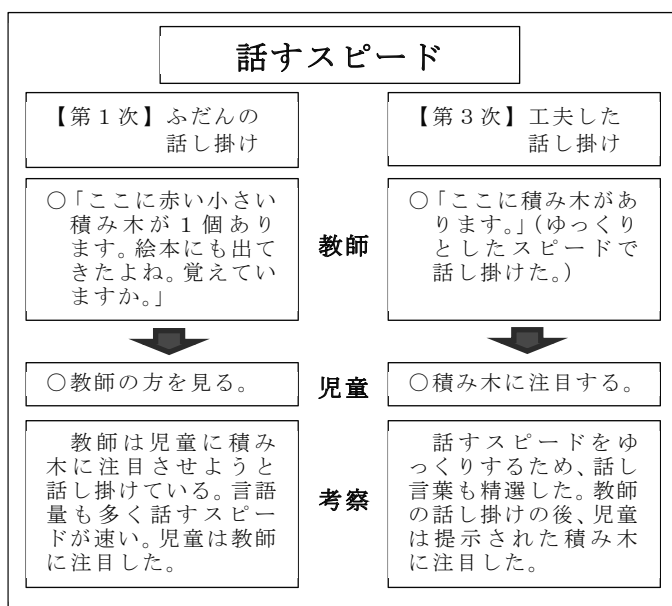 話すスピード
【第１次】ふだんの
話し掛け
【第３次】工夫した
話し掛け
○「ここに赤い小さい
積み木が１個あり
ます。絵本にも出て
きたよね。覚えてい
ますか。」
教師
○「ここに積み木があ
ります。」（ゆっくり
としたスピードで
話し掛けた。）
○教師の方を見る。
児童
○積み木に注目する。
教師は児童に積み
木に注目させようと
話し掛けている。言語
量も多く話すスピー
ドが速い。児童は教師
に注目した。
考察
話すスピードをゆ
っくりするため、話し
言葉も精選した。教師
の話し掛けの後、児童
は提示された積み木
に注目した。